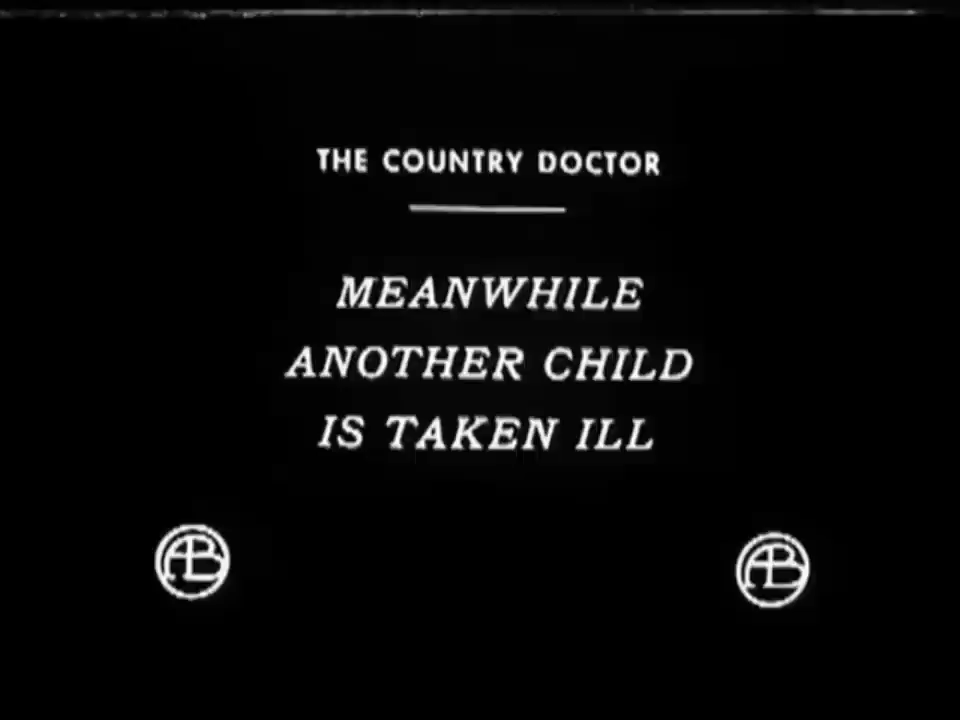 THE COUNTRY DOCTOR
MEANWHILE
ANOTHER CHILD
IS TAKEN ILL
AB AB